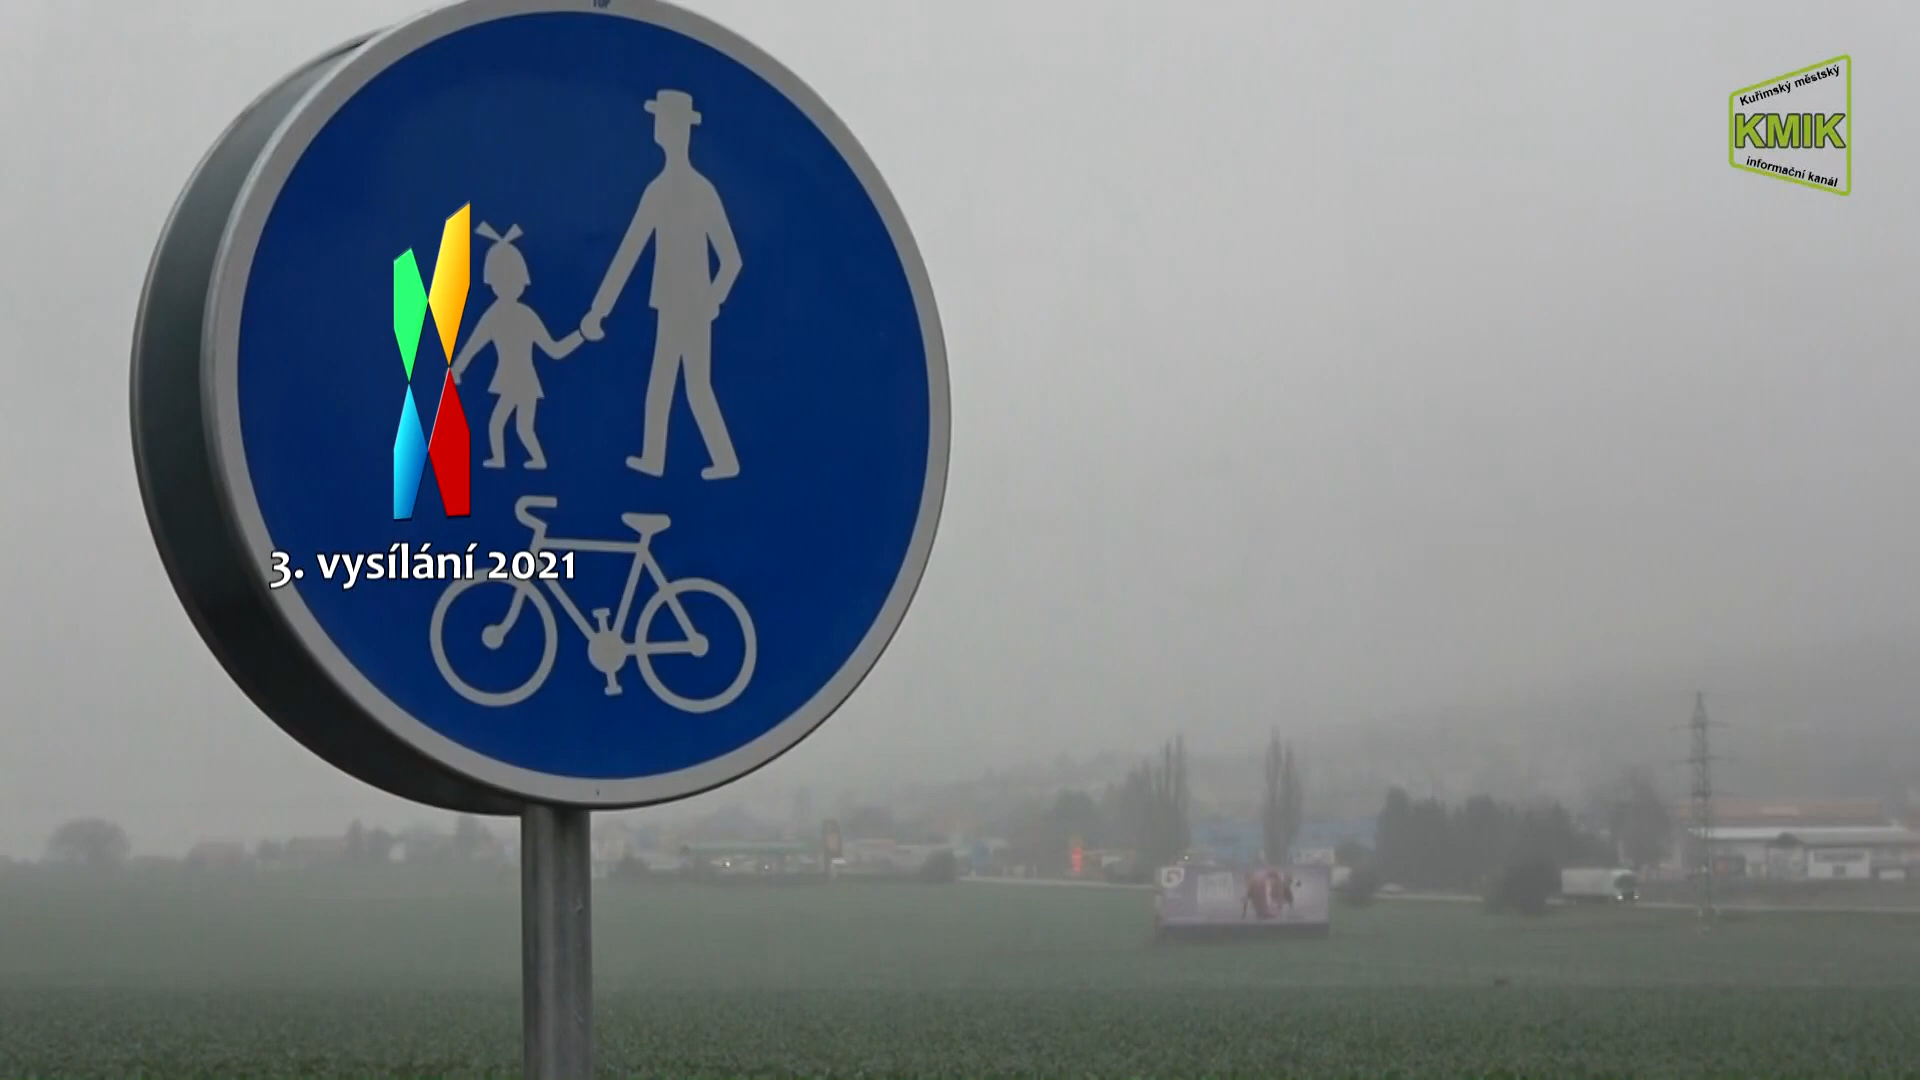 Kuřimský městský
KMIK
informační kanál
3. vysílání 2021